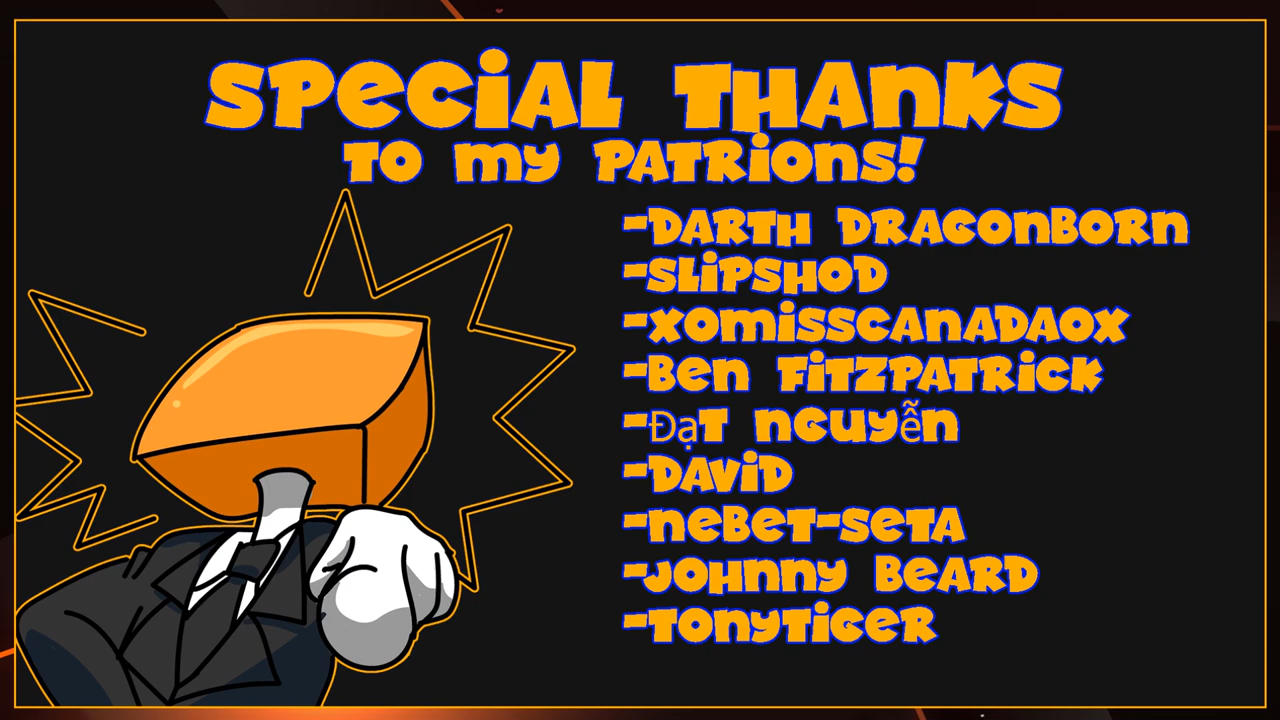 SPECIAL THANKS
TO MY PATRIONS!
-DARTH DRAGONBORN
-SLIPSHOD
-XOMISSCANADAOX
-BEN FITZPATRICK
-Đạt Nguyễn
-DAVID
-NEBET-SETA
-JOHNNY BEARD
-TONYTIGER